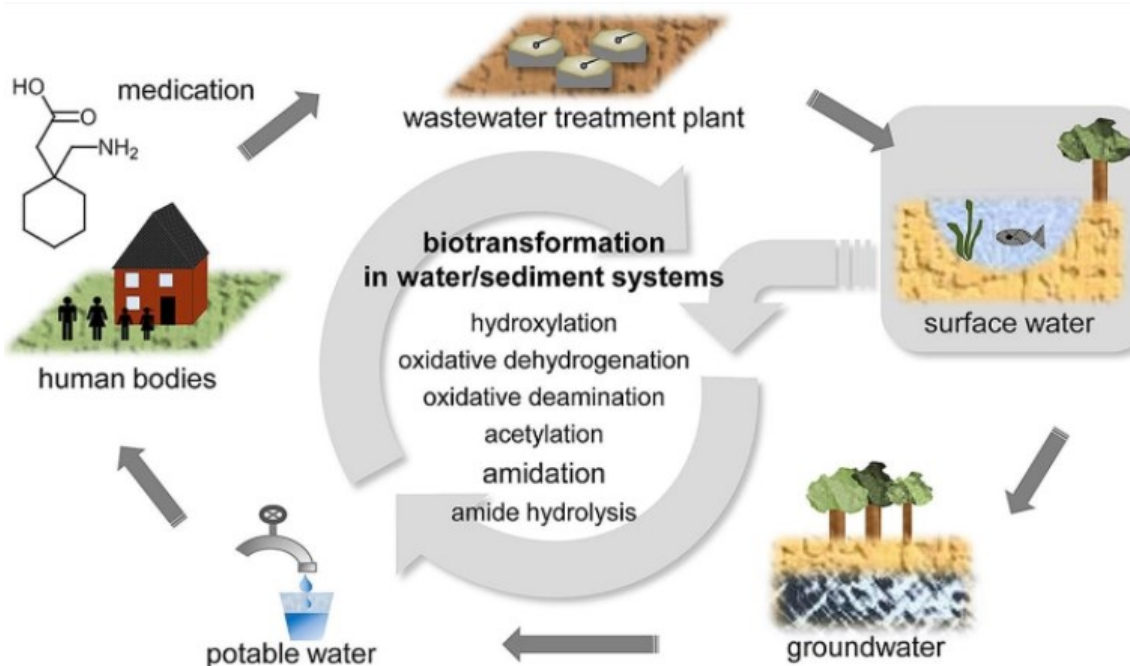 medication
HO
O
NH2
wastewater treatment plant
biotransformation
in water/sediment systems
hydroxylation
oxidative dehydrogenation
oxidative deamination
acetylation
amidation
amide hydrolysis
surface water
human bodies
potable water
groundwater